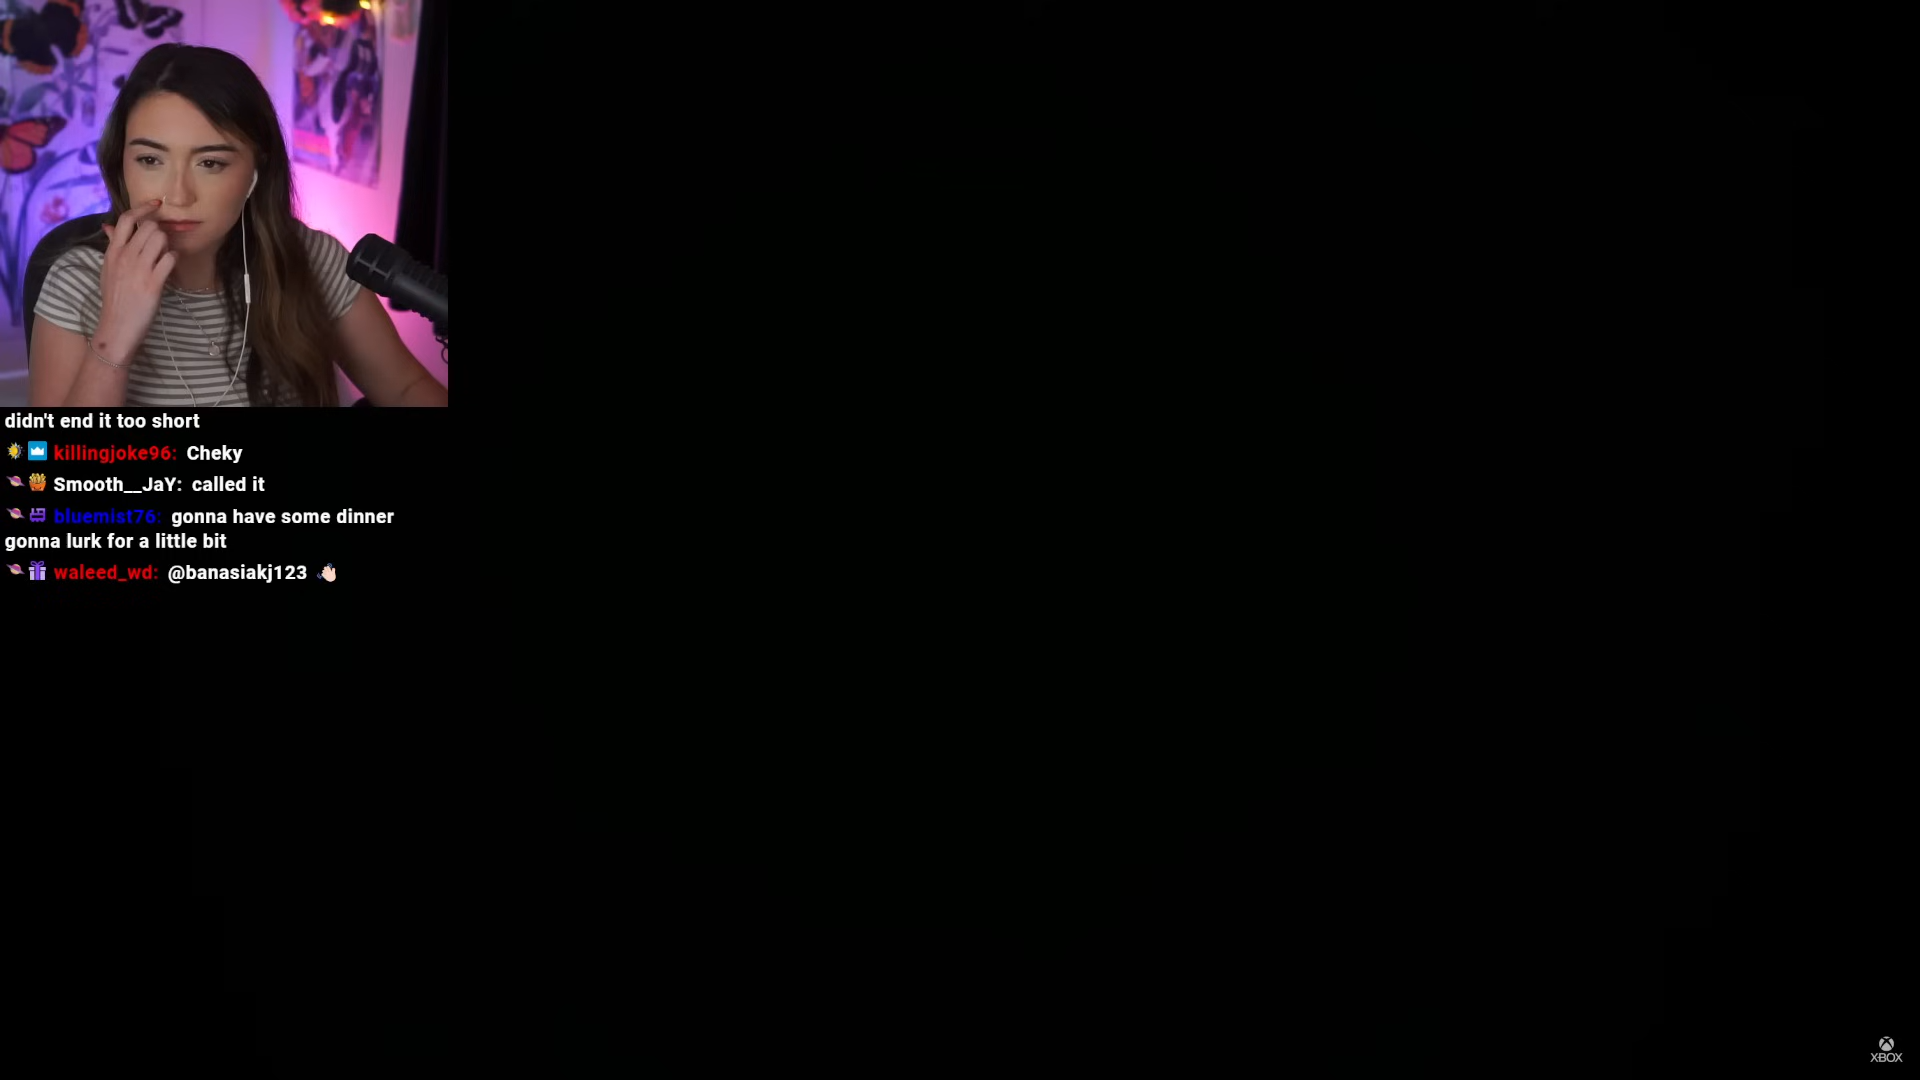 didn't end it too short
killingjoke96: Cheky
Smooth__JaY: called it
bluemist76: gonna have some dinner
gonna lurk for a little bit
waleed_wd: @banasiakj123
XBOX